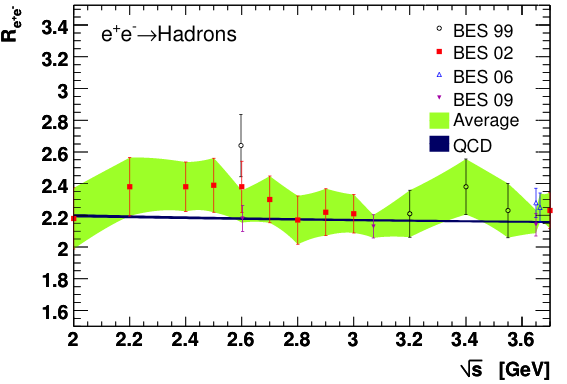 R_{e⁺e⁻}
3.4
3.2
3
2.8
2.6
2.4
2.2
2
1.8
1.6
e⁺e⁻→Hadrons
BES 99
BES 02
BES 06
BES 09
Average
QCD
2 2.2 2.4 2.6 2.8 3 3.2 3.4 3.6
√s [GeV]